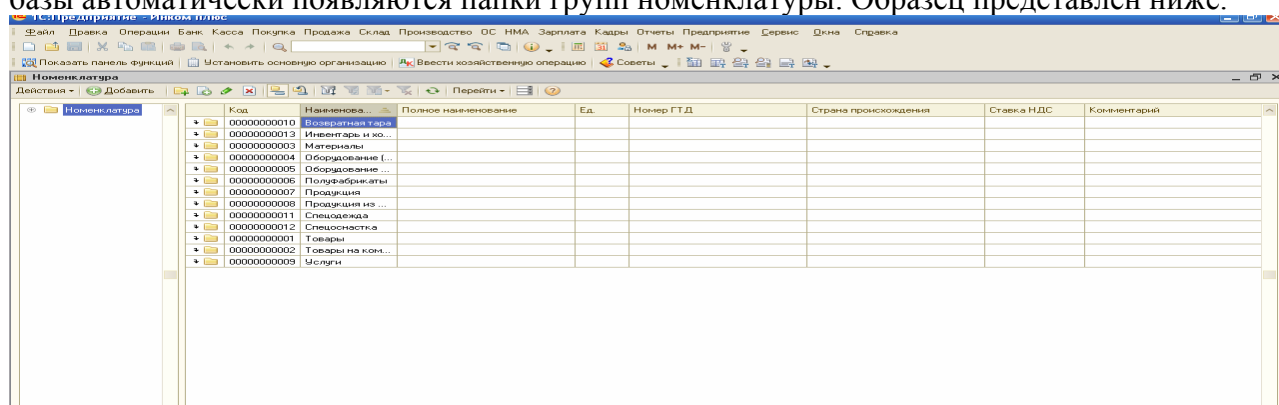 базы автоматически появляются папки групп номенклатуры. Образец представлен ниже.
1С:Предприятие - Инком плюс
Файл Правка Операции Банк Касса Покупка Продажа Склад Производство ОС НМА Зарплата Кадры Отчеты Предприятие Сервис Окна Справка
M M+ M-
Показать панель функций Установить основную организацию Ввести хозяйственную операцию Советы
Номенклатура
Действия Добавить Перейти
Номенклатура Код Наименова... Полное наименование Ед. Номер ГТД Страна происхождения Ставка НДС Комментарий
00000000010 Возвратная тара
00000000013 Инвентарь и хо...
00000000003 Материалы
00000000004 Оборудование (...
00000000005 Оборудование ...
00000000006 Полуфабрикаты
00000000007 Продукция
00000000008 Продукция из ...
00000000011 Спецодежда
00000000012 Спецоснастка
00000000001 Товары
00000000002 Товары на ком...
00000000009 Услуги